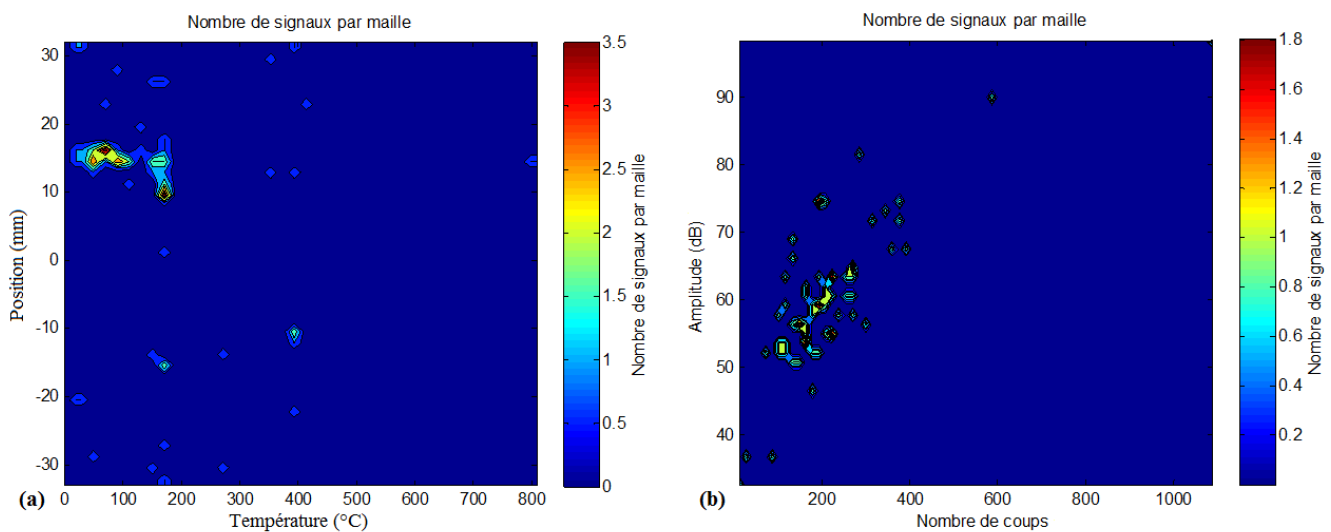 Nombre de signaux par maille
30
20
10
0
-10
-20
-30
Position (mm)
0 100 200 300 400 500 600 700 800
Température (°C)
(a)
3.5
3
2.5
2
1.5
1
0.5
0
Nombre de signaux par maille
Nombre de signaux par maille
90
80
70
60
50
40
Amplitude (dB)
200 400 600 800 1000
Nombre de coups
(b)
1.8
1.6
1.4
1.2
1
0.8
0.6
0.4
0.2
Nombre de signaux par maille